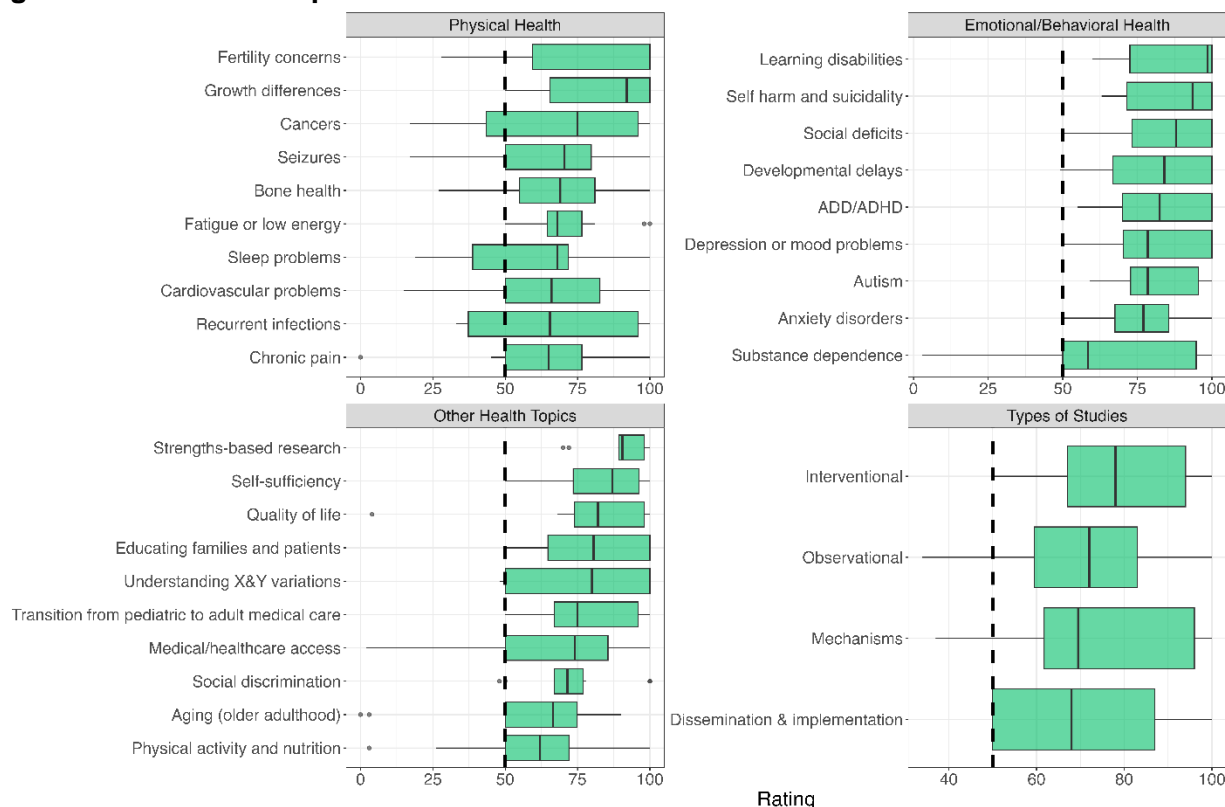 Physical Health
Fertility concerns
Growth differences
Cancers
Seizures
Bone health
Fatigue or low energy
Sleep problems
Cardiovascular problems
Recurrent infections
Chronic pain
0 25 50 75 100
Emotional/Behavioral Health
Learning disabilities
Self harm and suicidality
Social deficits
Developmental delays
ADD/ADHD
Depression or mood problems
Autism
Anxiety disorders
Substance dependence
0 25 50 75 100
Other Health Topics
Strengths-based research
Self-sufficiency
Quality of life
Educating families and patients
Understanding X&Y variations
Transition from pediatric to adult medical care
Medical/healthcare access
Social discrimination
Aging (older adulthood)
Physical activity and nutrition
0 25 50 75 100
Types of Studies
Interventional
Observational
Mechanisms
Dissemination & implementation
40 60 80 100
Rating